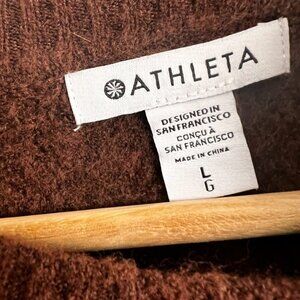 ATHLETA
DESIGNED IN
SAN FRANCISCO
CONÇU À
SAN FRANCISCO
MADE IN CHINA
L
G